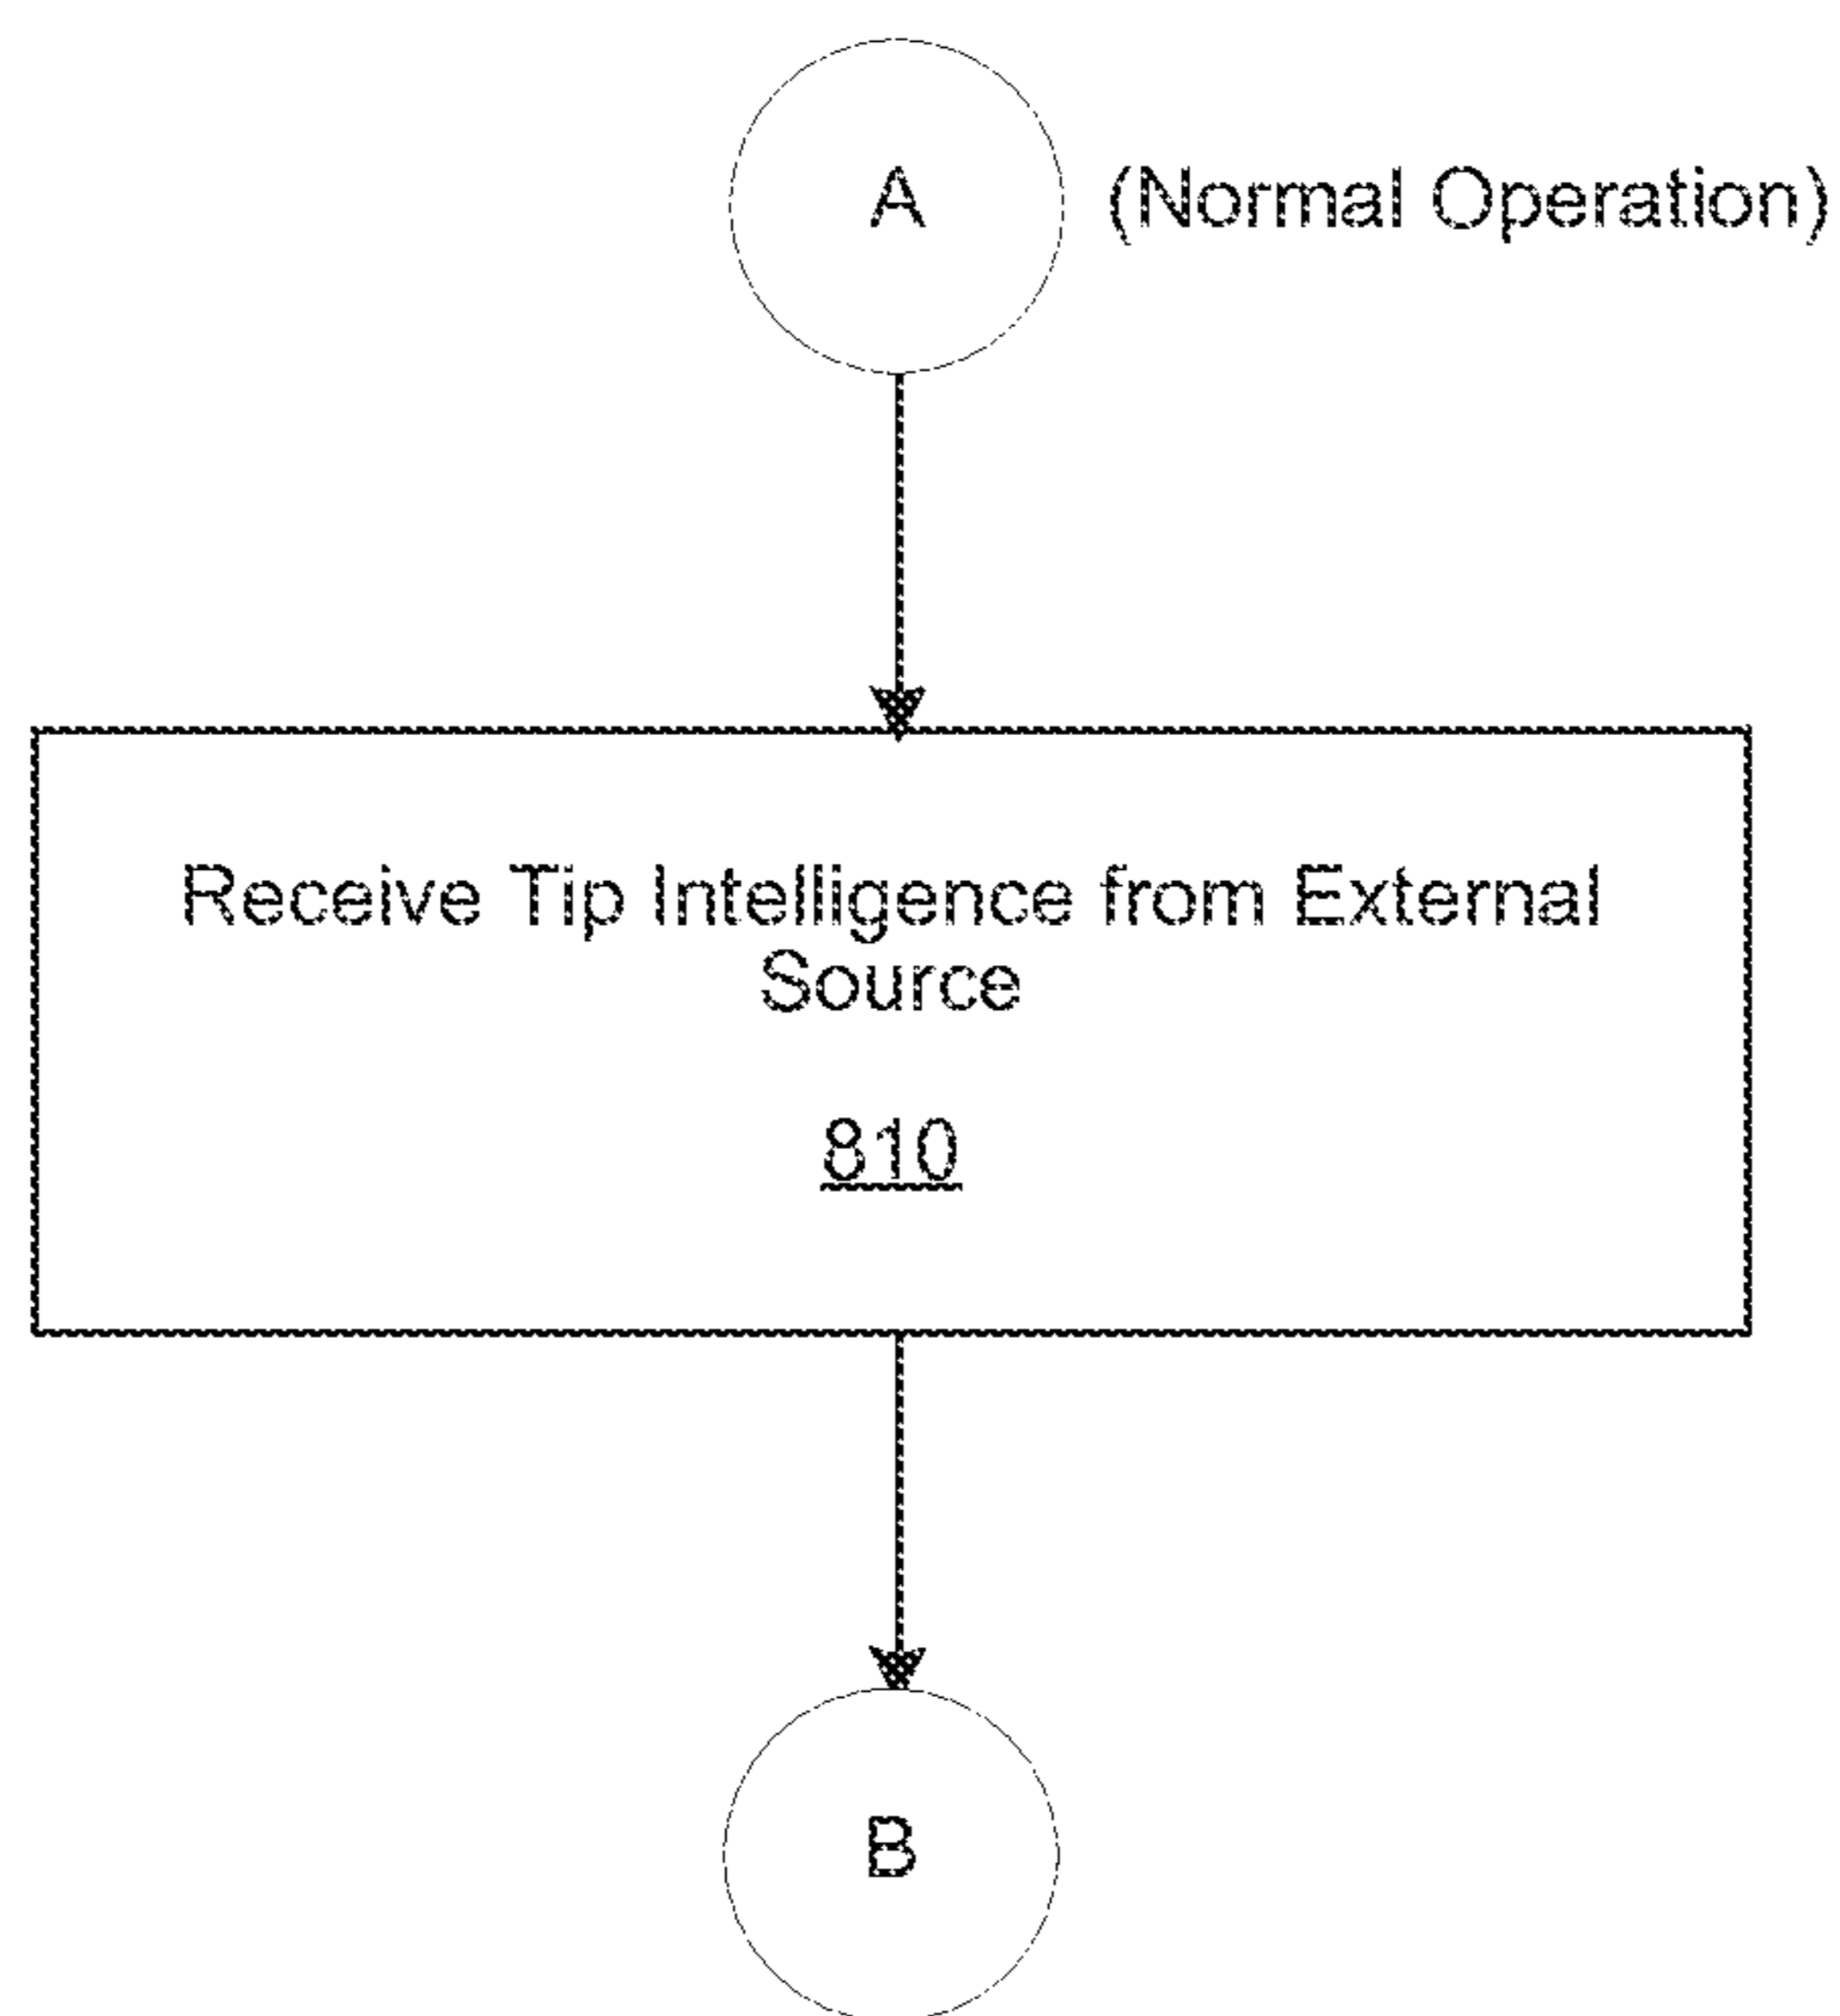 A (Normal Operation)
Receive Tip Intelligence from External
Source
810
B